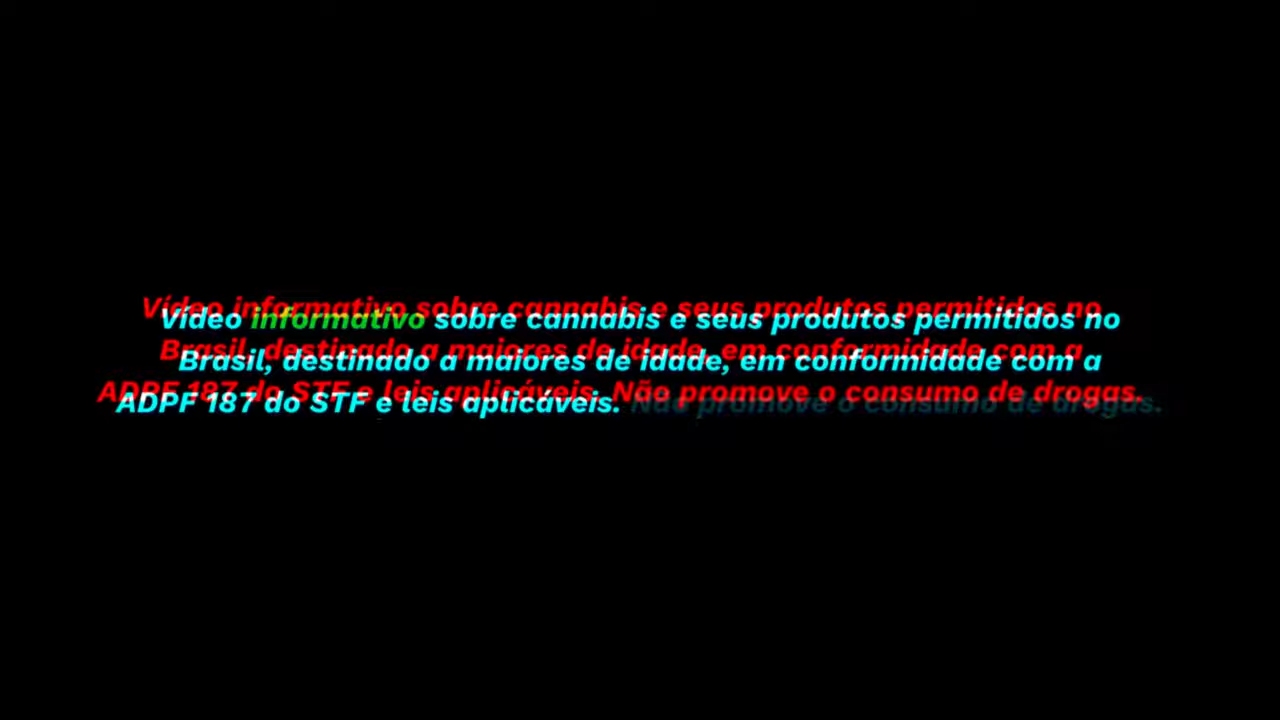 Vídeo informativo sobre cannabis e seus produtos permitidos no
Brasil, destinado a maiores de idade, em conformidade com a
ADPF 187 do STF e leis aplicáveis. Não promove o consumo de drogas.